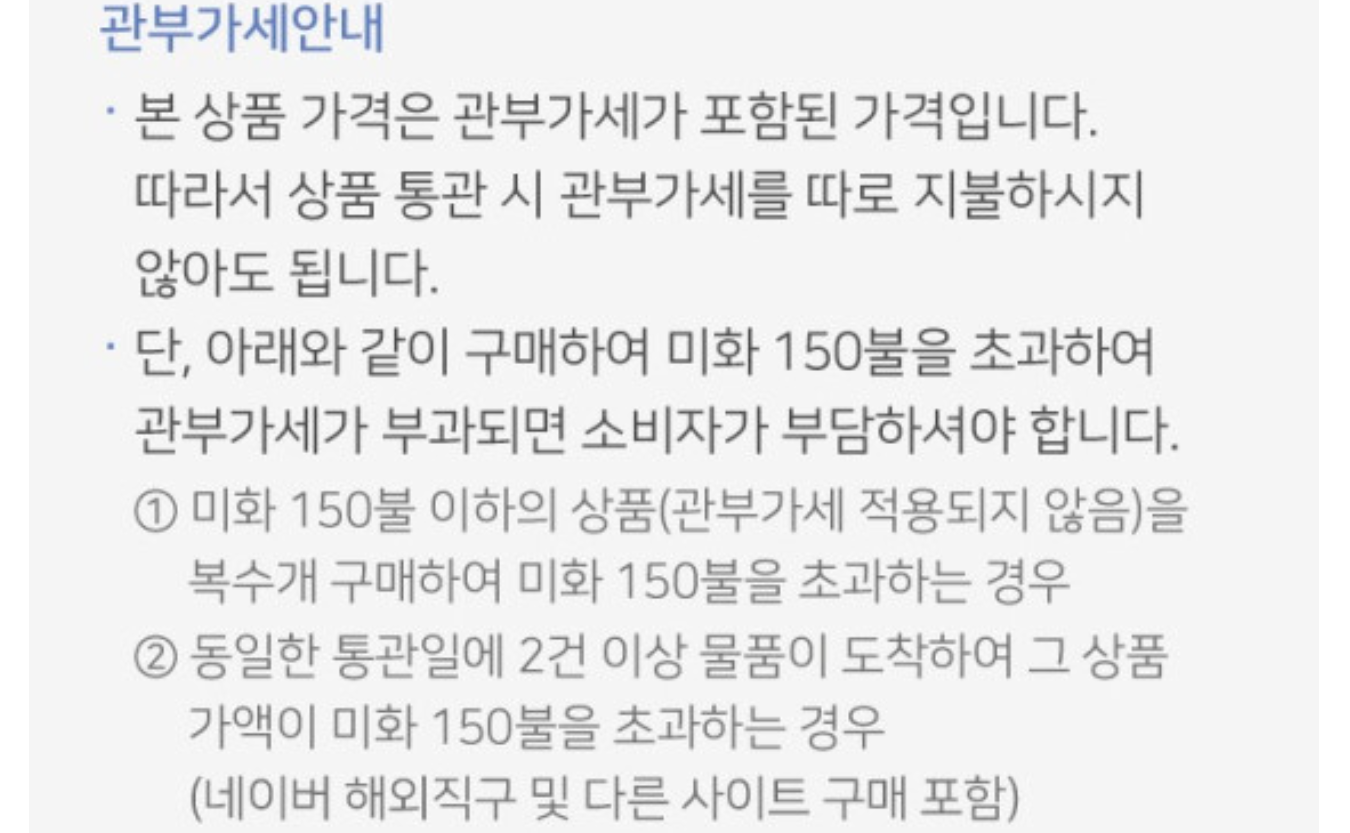 관부가세안내
· 본 상품 가격은 관부가세가 포함된 가격입니다.
따라서 상품 통관 시 관부가세를 따로 지불하시지
않아도 됩니다.
· 단, 아래와 같이 구매하여 미화 150불을 초과하여
관부가세가 부과되면 소비자가 부담하셔야 합니다.
① 미화 150불 이하의 상품(관부가세 적용되지 않음)을
복수개 구매하여 미화 150불을 초과하는 경우
② 동일한 통관일에 2건 이상 물품이 도착하여 그 상품
가액이 미화 150불을 초과하는 경우
(네이버 해외직구 및 다른 사이트 구매 포함)